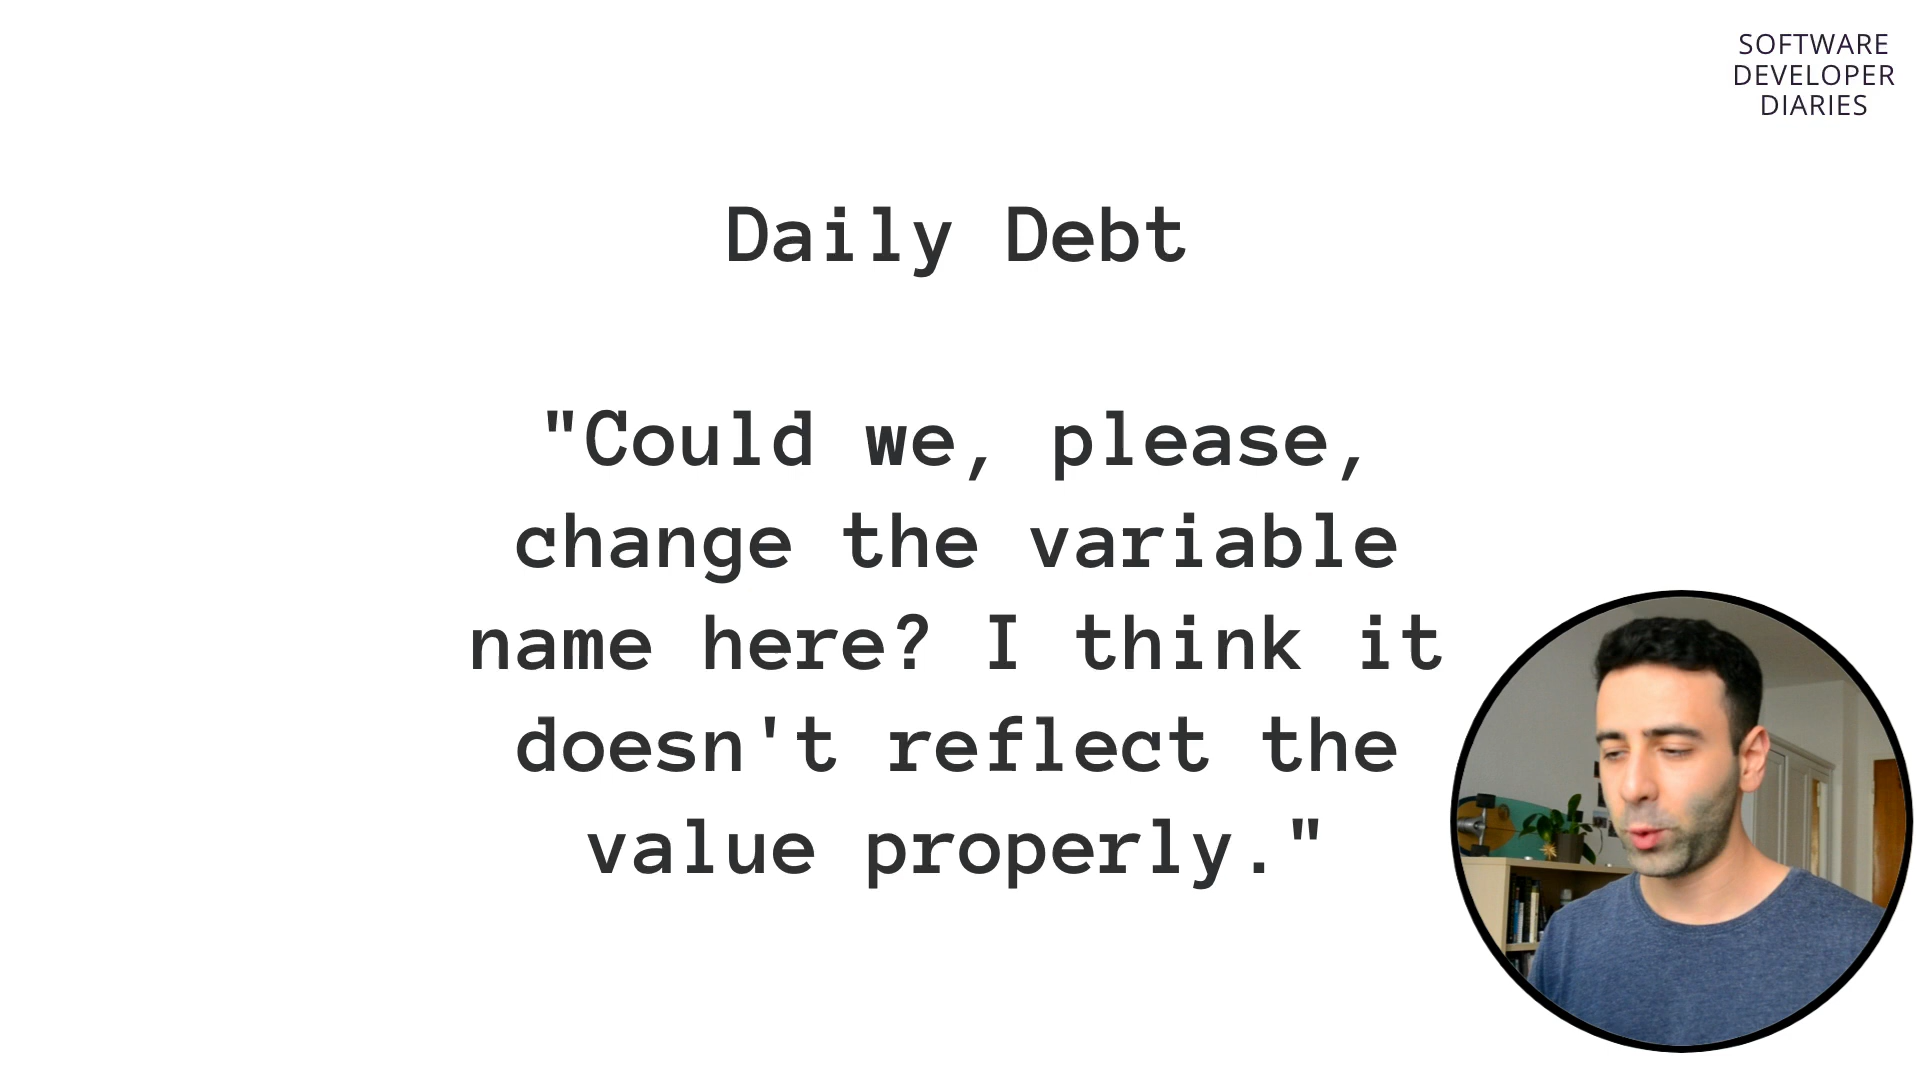 SOFTWARE
DEVELOPER
DIARIES
Daily Debt
"Could we, please,
change the variable
name here? I think it
doesn't reflect the
value properly."